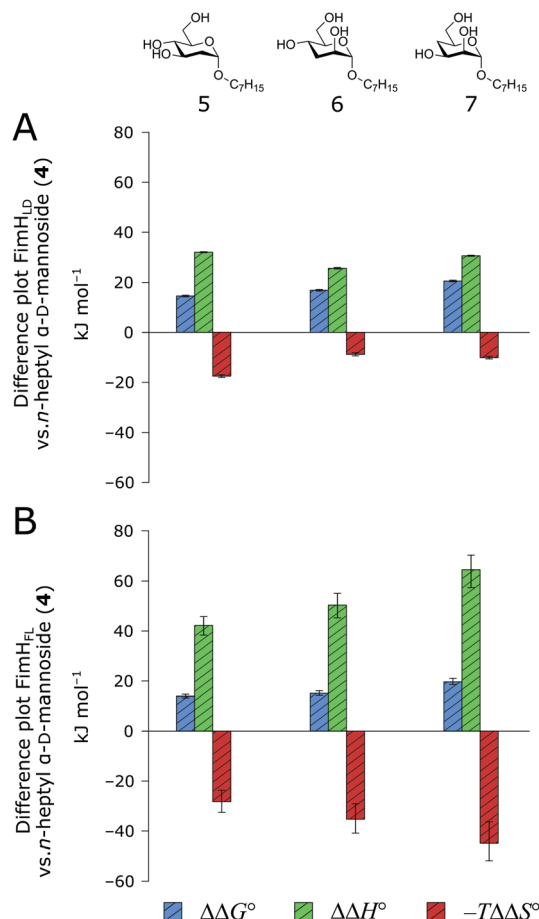 OH
HO
HO
O
O
C7H15
5
OH
OH
HO
O
O
C7H15
6
OH
OH
HO
O
O
C7H15
7
A
Difference plot FimHLD
vs.n-heptyl α-D-mannoside (4)
kJ mol⁻¹
80
60
40
20
0
−20
−40
−60
B
Difference plot FimHFL
vs.n-heptyl α-D-mannoside (4)
kJ mol⁻¹
80
60
40
20
0
−20
−40
−60
ΔΔG° ΔΔH° −TΔΔS°